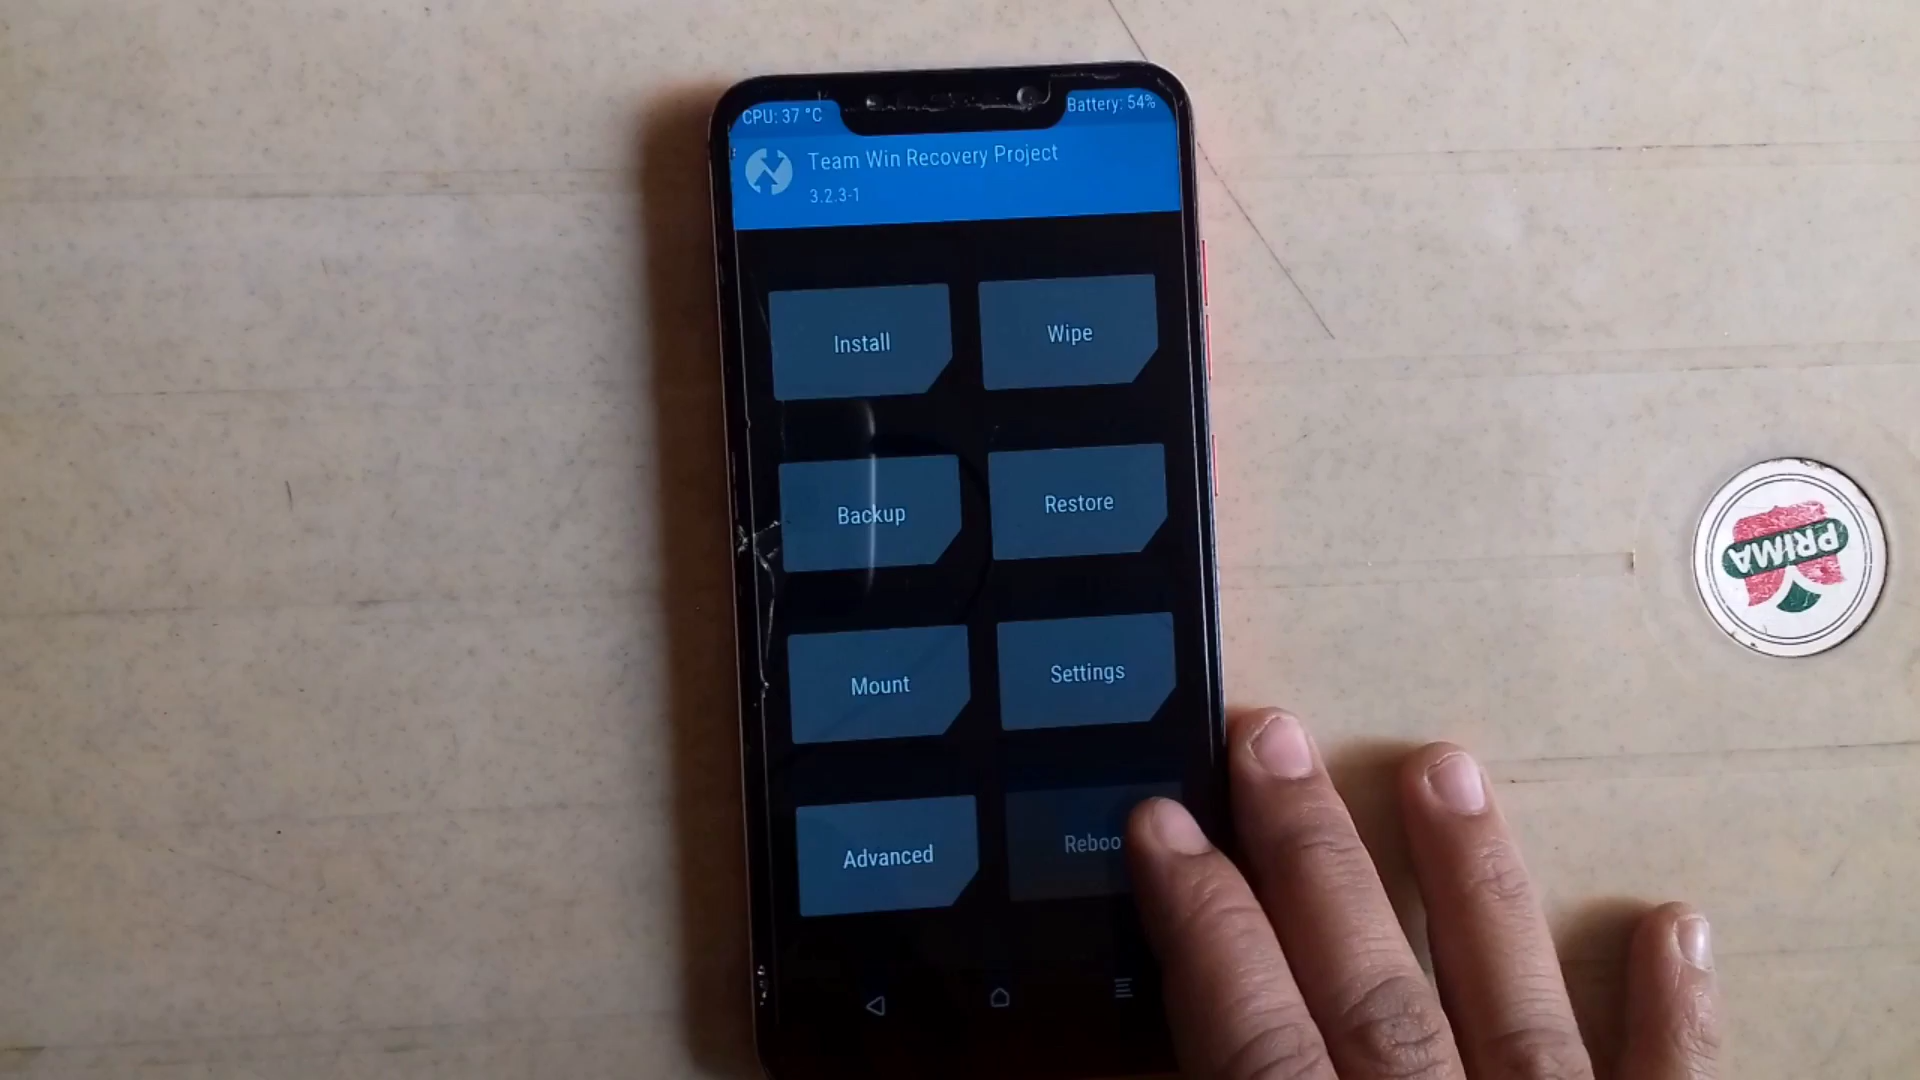 CPU: 37 °C
Battery: 54%
Team Win Recovery Project
3.2.3-1
Install
Wipe
Backup
Restore
Mount
Settings
Advanced
Reboo
PRIMA